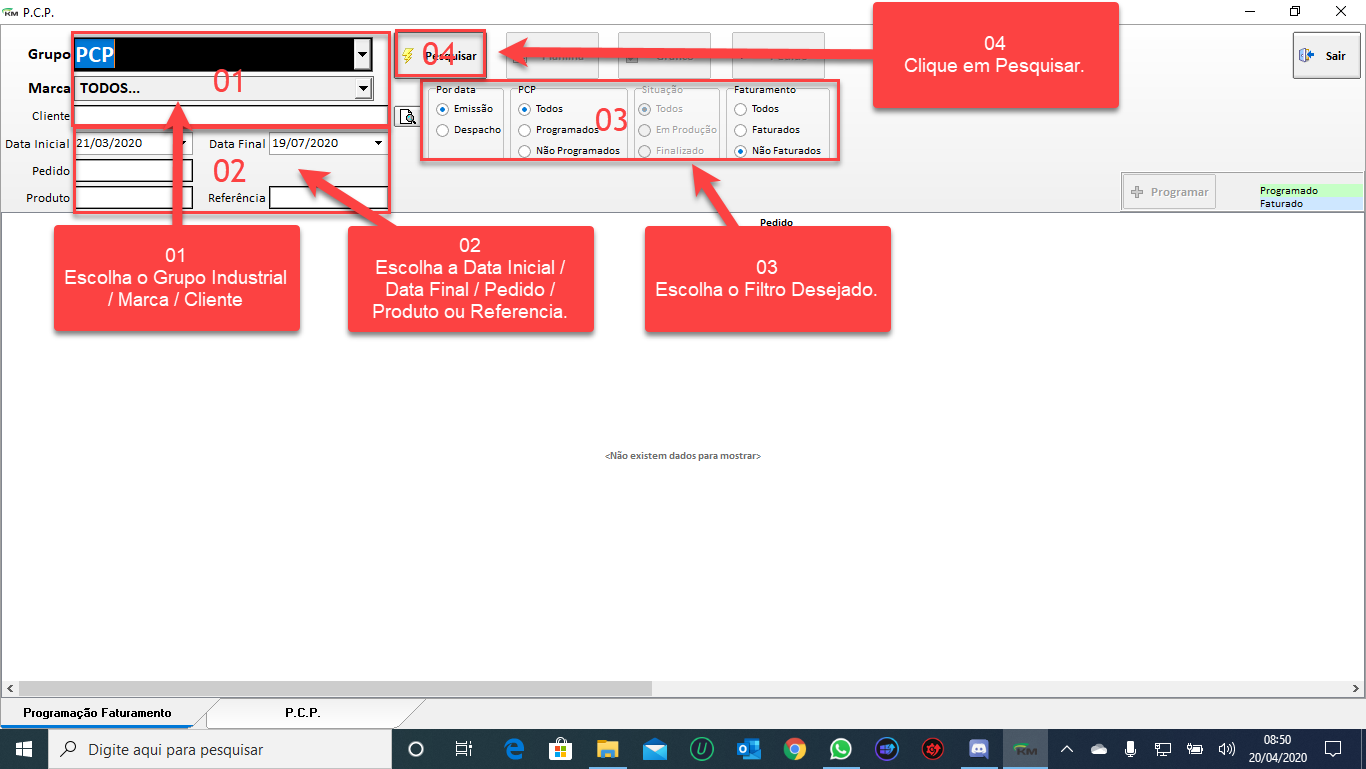 KM P.C.P.
Grupo PCP
01
Marca TODOS...
Cliente
Data Inicial 21/03/2020 Data Final 19/07/2020
Pedido
02
Produto
Referência
Pesquisar
04
Planilha
Gráfico
04
Clique em Pesquisar.
Sair
Por data
Emissão
Despacho
PCP
Todos
Programados
Não Programados
03
Situação
Todos
Em Produção
Finalizado
Faturamento
Todos
Faturados
Não Faturados
Programar
Programado
Faturado
Pedido
01
Escolha o Grupo Industrial
/ Marca / Cliente
02
Escolha a Data Inicial /
Data Final / Pedido /
Produto ou Referencia.
03
Escolha o Filtro Desejado.
<Não existem dados para mostrar>
Programação Faturamento
P.C.P.
Digite aqui para pesquisar
KM
08:50
20/04/2020